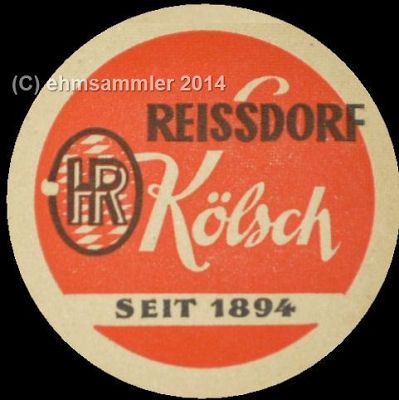 (C) ehmsammler 2014
REISSDORF
HR
Kölsch
SEIT 1894